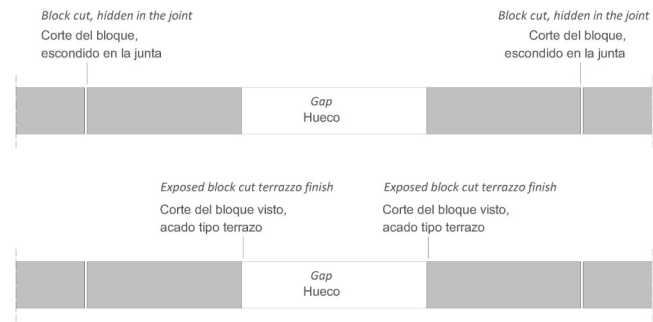 Block cut, hidden in the joint
Corte del bloque,
escondido en la junta
Block cut, hidden in the joint
Corte del bloque,
escondido en la junta
Gap
Hueco
Exposed block cut terrazzo finish
Corte del bloque visto,
acado tipo terrazo
Exposed block cut terrazzo finish
Corte del bloque visto,
acado tipo terrazo
Gap
Hueco